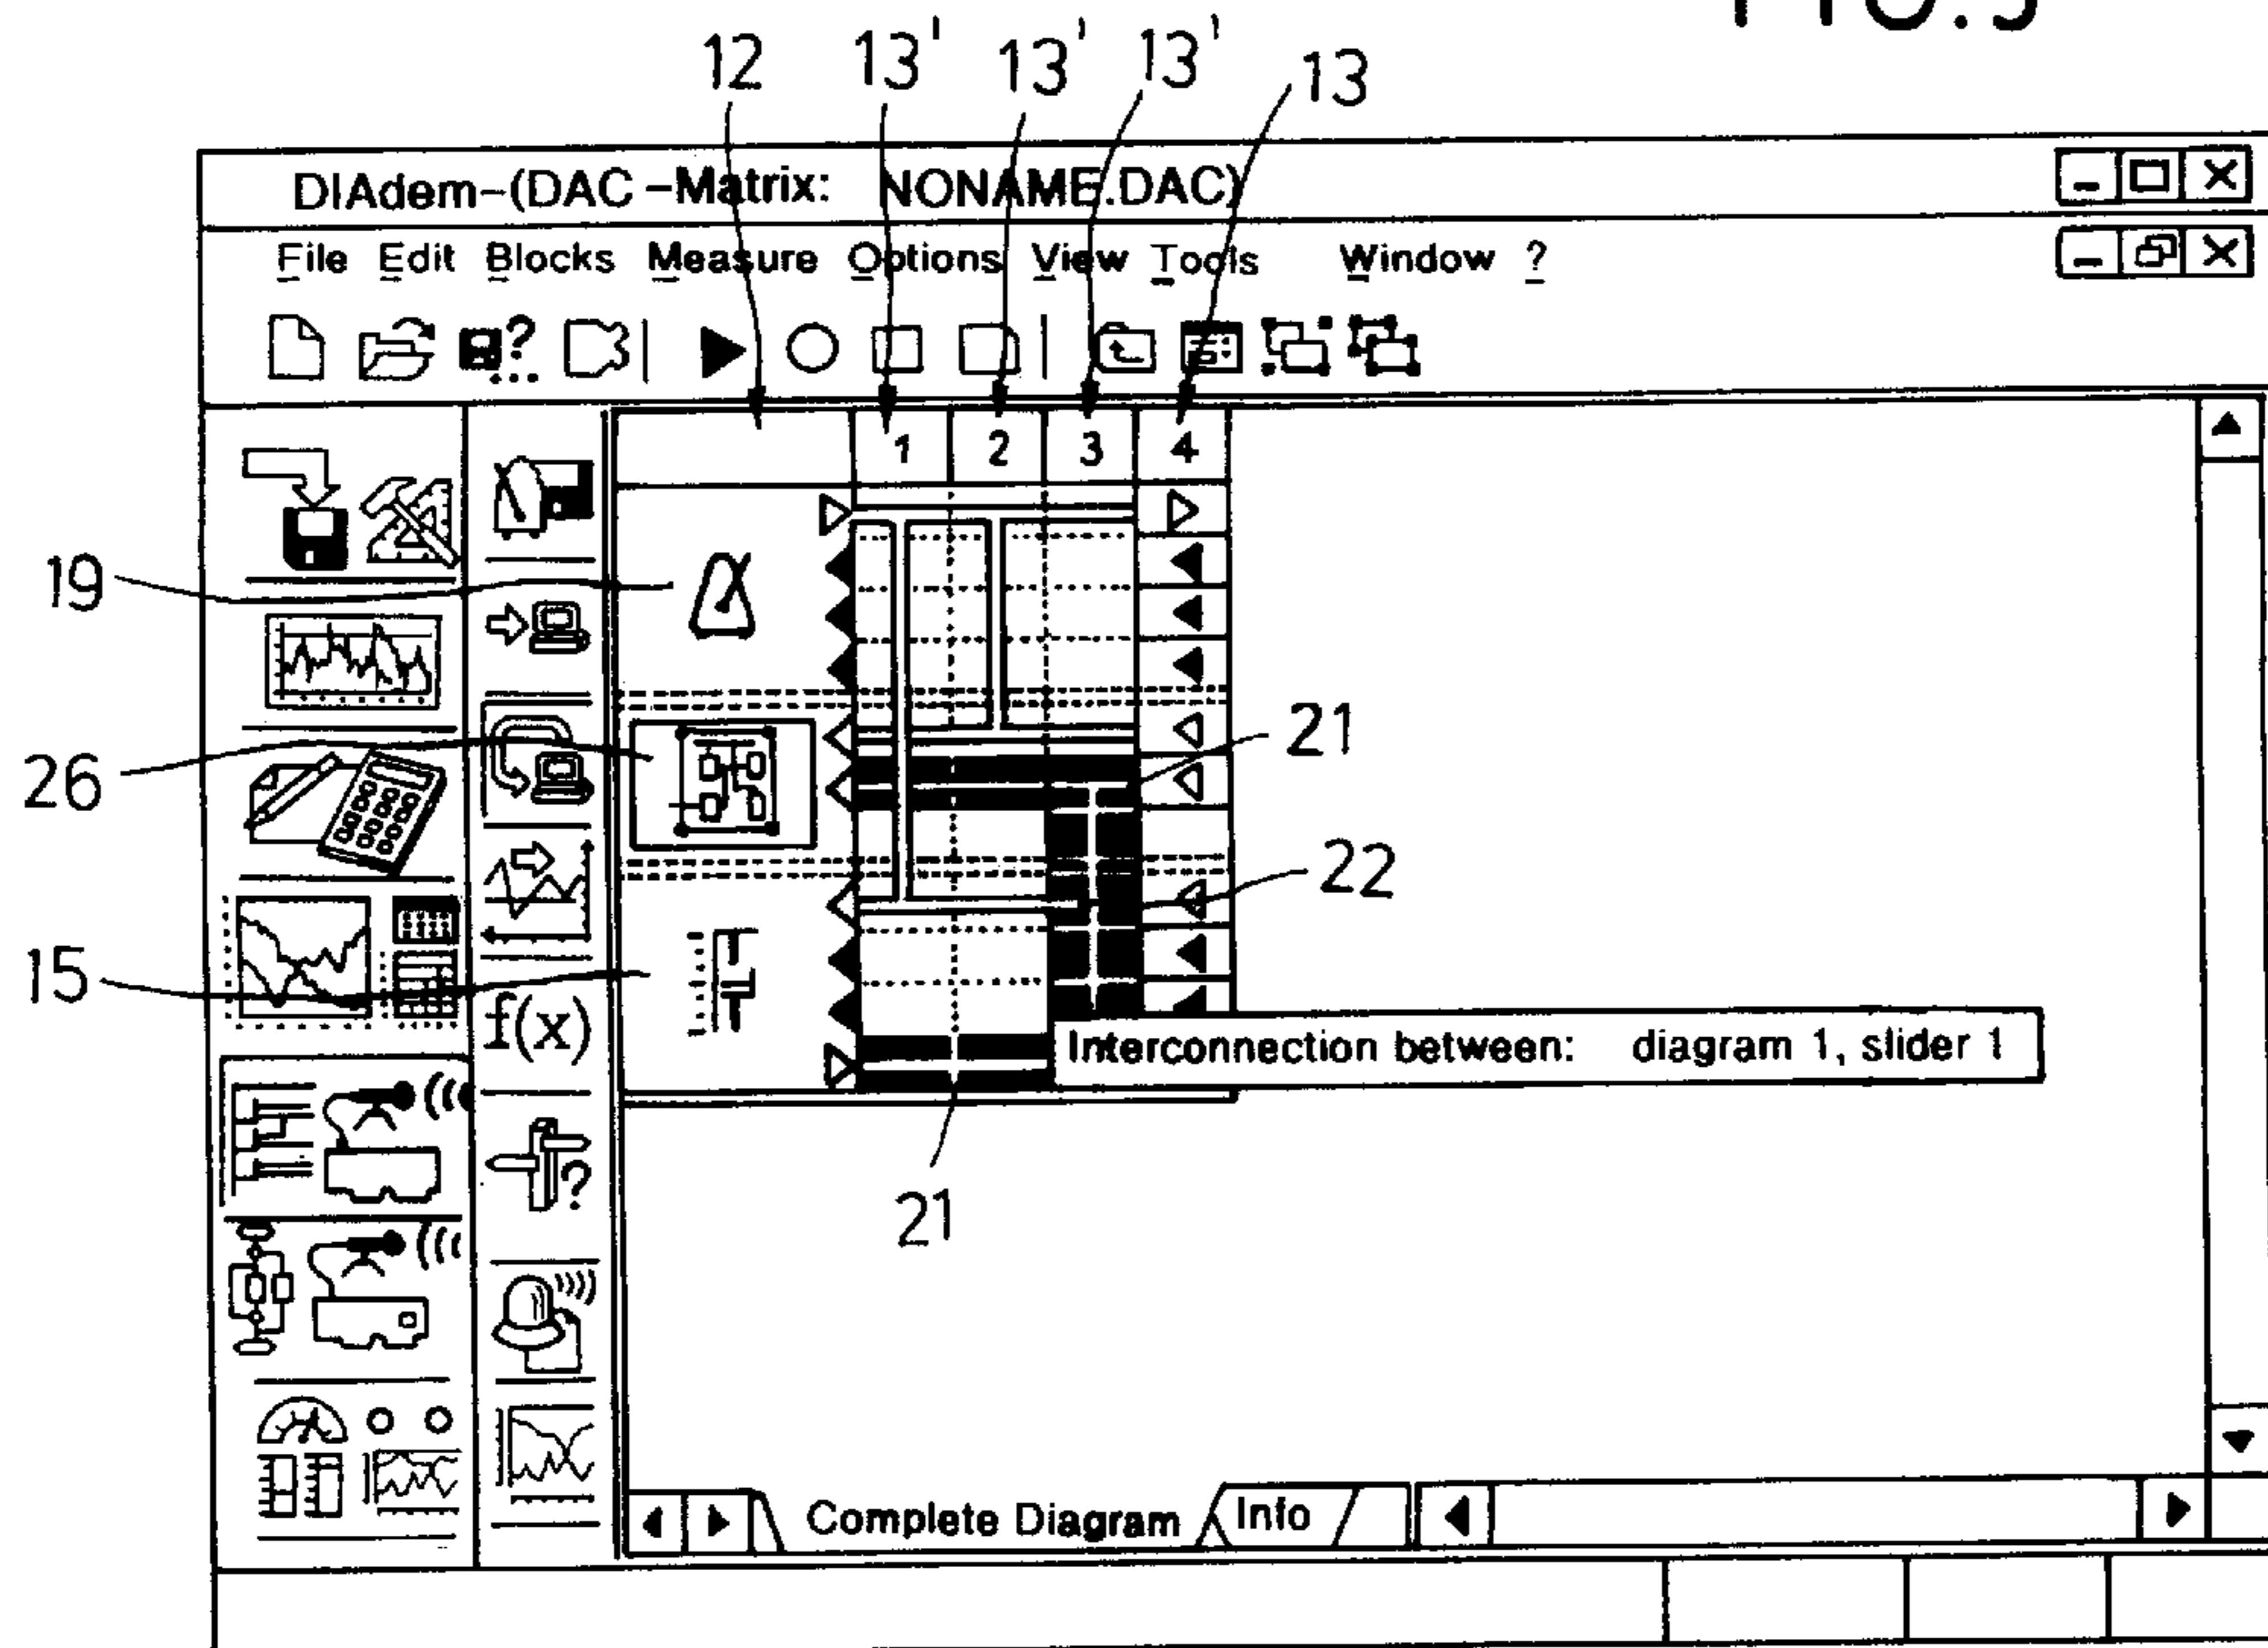 12 13' 13' 13' 13
DIAdem-(DAC-Matrix: NONAME.DAC)
File Edit Blocks Measure Options View Tools Window ?
? ...
1 2 3 4
19
21
26
22
15
f(x)
Interconnection between: diagram 1, slider 1
?
21
Complete Diagram Info